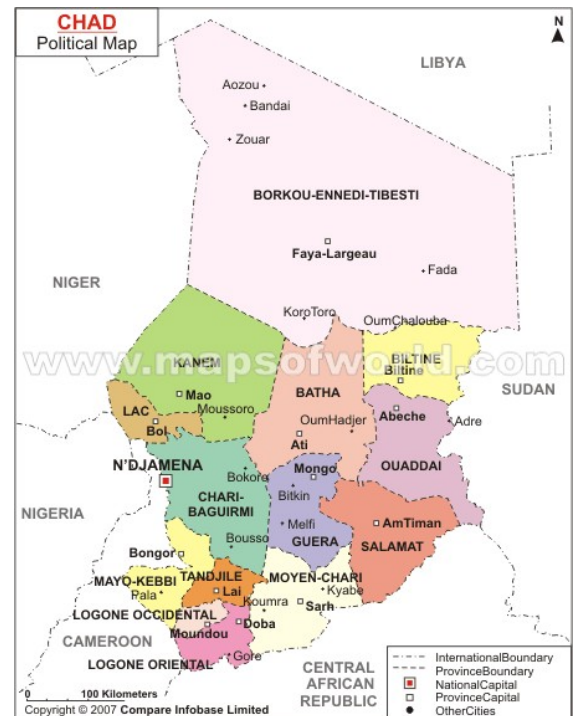 CHAD
Political Map
N
LIBYA
Aozou
Bandai
Zouar
BORKOU-ENNEDI-TIBESTI
Faya-Largeau
Fada
NIGER
KoroToro
OumChalouba
www.mapsofworld.com
KANEM
BILTINE
Biltine
SUDAN
Mao
BATHA
LAC
Moussoro
OumHadjer
Abeche
Adre
Bol
Ati
N'DJAMENA
Mongo
OUADDAI
Bokore
Bitkin
CHARI-
BAGUIRMI
NIGERIA
Melfi
AmTiman
GUERA
SALAMAT
Bousso
Bongor
MAYO-KEBBI
TANDJILE
MOYEN-CHARI
Pala
Lai
Kyabe
LOGONE OCCIDENTAL
Koumra
Sarh
Moundou
Doba
CAMEROON
LOGONE ORIENTAL
Gore
CENTRAL
AFRICAN
REPUBLIC
InternationalBoundary
ProvinceBoundary
NationalCapital
ProvinceCapital
OtherCities
0 100 Kilometers
Copyright © 2007 Compare Infobase Limited